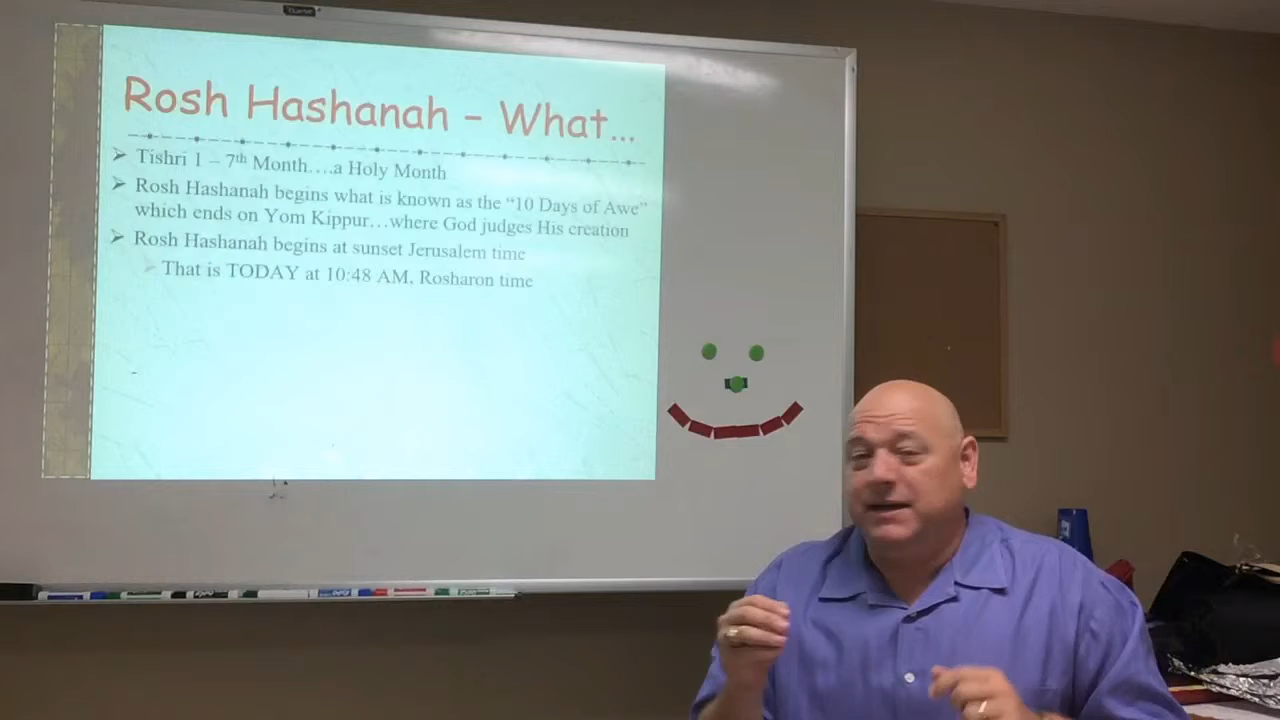 Rosh Hashanah – What...
➢ Tishri 1 – 7th Month....a Holy Month
➢ Rosh Hashanah begins what is known as the “10 Days of Awe”
which ends on Yom Kippur…where God judges His creation
➢ Rosh Hashanah begins at sunset Jerusalem time
➢ That is TODAY at 10:48 AM, Rosharon time
Quartet
EXPO